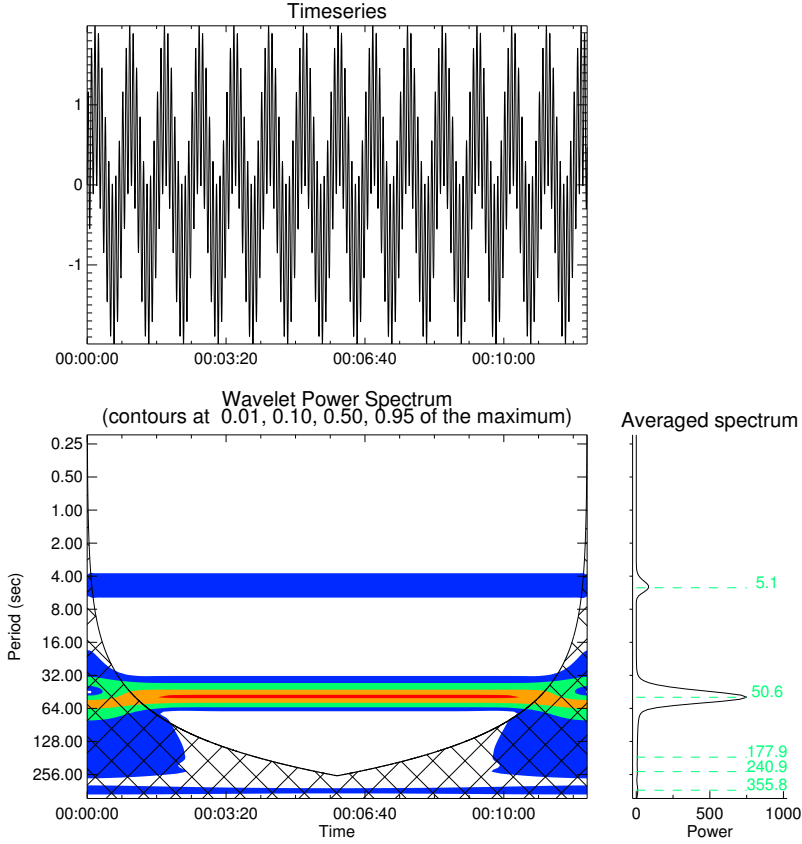 Timeseries
1
0
-1
00:00:00 00:03:20 00:06:40 00:10:00
Wavelet Power Spectrum
(contours at 0.01, 0.10, 0.50, 0.95 of the maximum)
Averaged spectrum
Period (sec)
0.25
0.50
1.00
2.00
4.00
8.00
16.00
32.00
64.00
128.00
256.00
00:00:00 00:03:20 00:06:40 00:10:00
Time
5.1
50.6
177.9
240.9
355.8
0 500 1000
Power